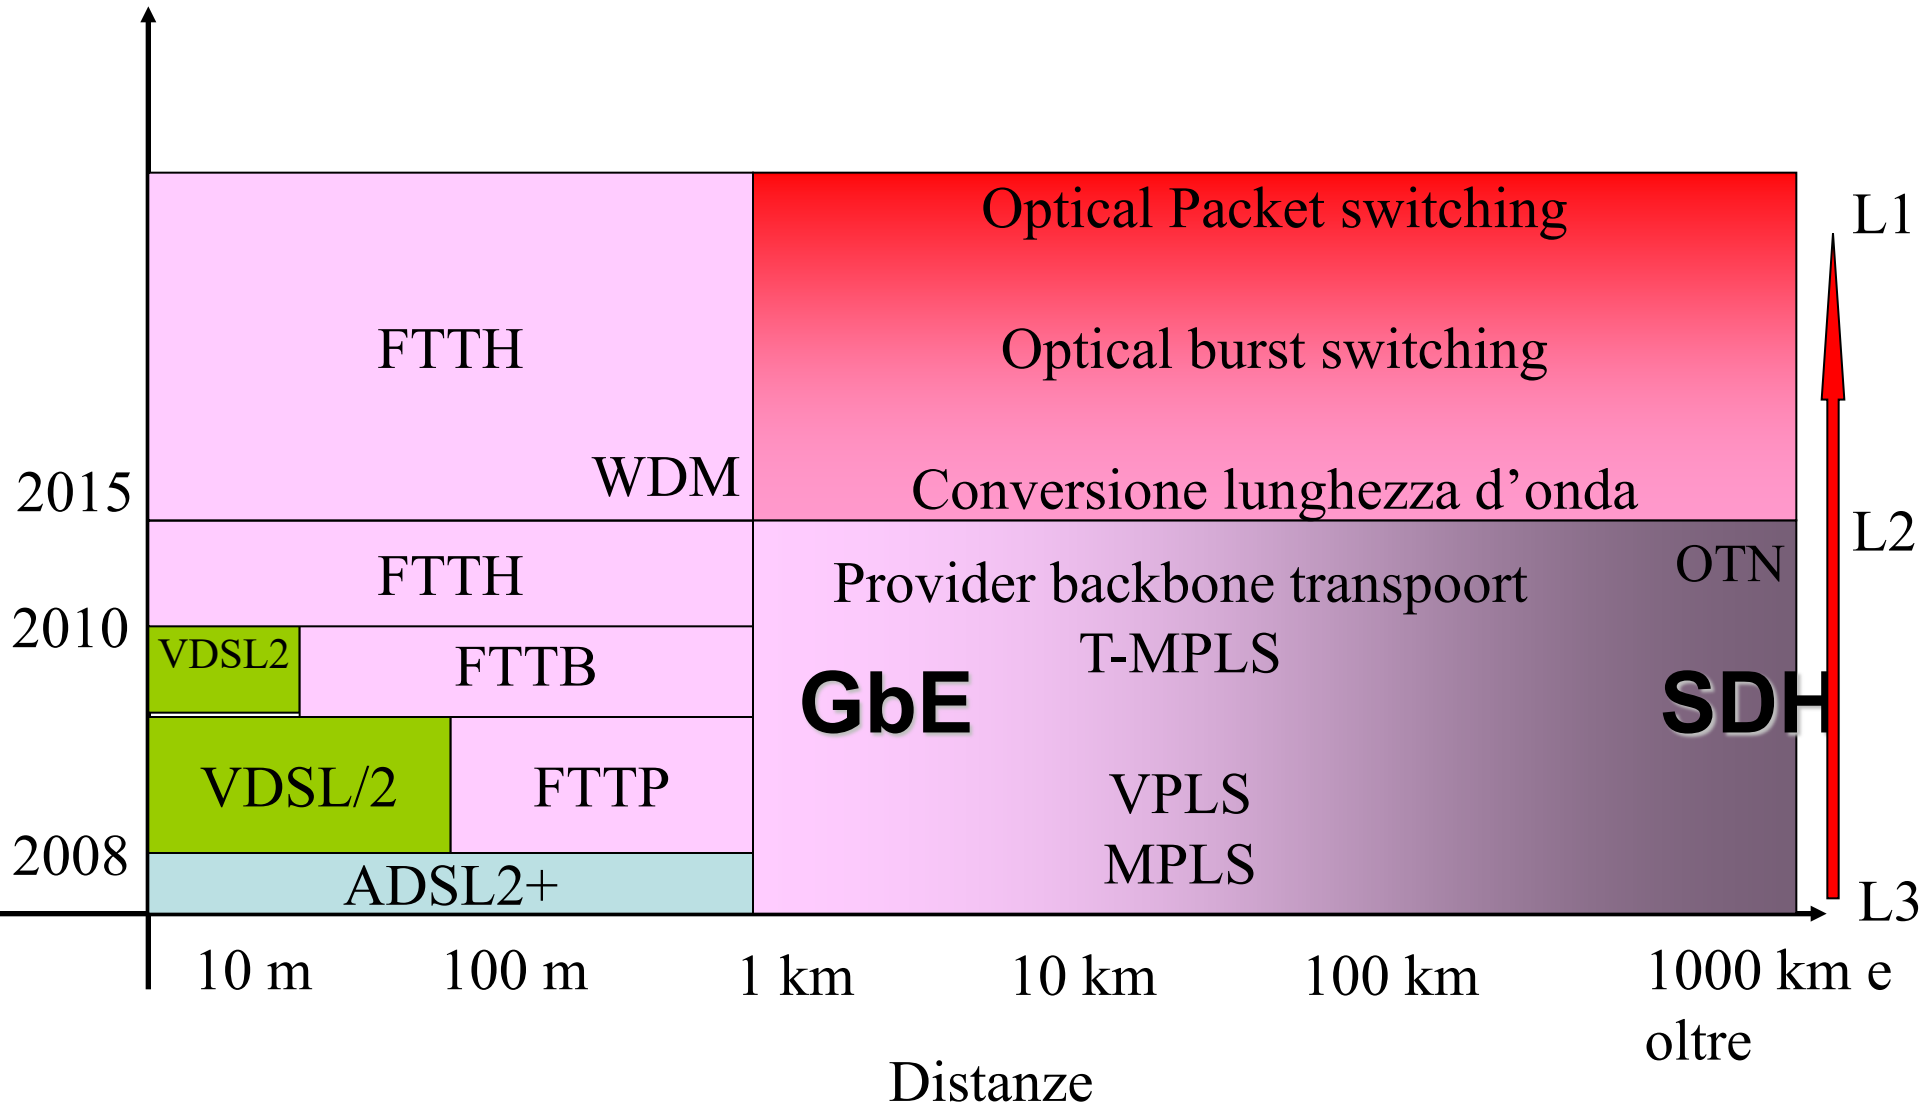 Optical Packet switching
L1
FTTH
Optical burst switching
WDM
2015
Conversione lunghezza d’onda
L2
FTTH
OTN
Provider backbone transpoort
2010
VDSL2
FTTB
T-MPLS
GbE
SDH
VDSL/2
FTTP
VPLS
2008
MPLS
ADSL2+
L3
10 m
100 m
1 km
10 km
100 km
1000 km e
oltre
Distanze